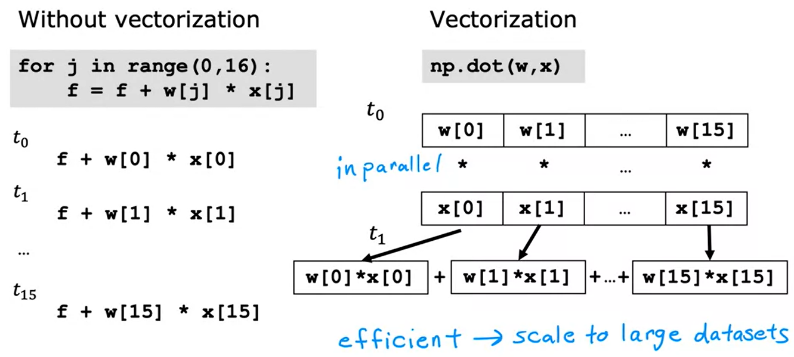 Without vectorization
for j in range(0,16):
f = f + w[j] * x[j]
t0
f + w[0] * x[0]
t1
f + w[1] * x[1]
...
t15
f + w[15] * x[15]
Vectorization
np.dot(w,x)
t0
w[0] w[1] ... w[15]
in parallel * * ... *
x[0] x[1] ... x[15]
t1
w[0]*x[0] + w[1]*x[1] +...+ w[15]*x[15]
efficient → scale to large datasets